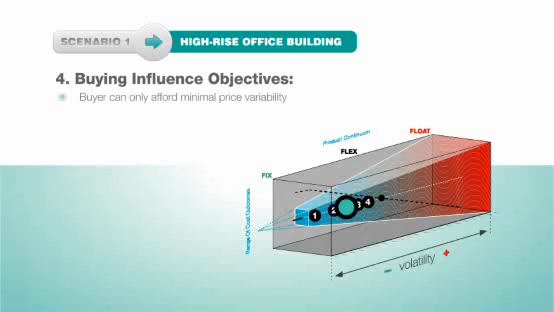 SCENARIO 1
HIGH-RISE OFFICE BUILDING
4. Buying Influence Objectives:
Buyer can only afford minimal price variability
Product Continuum
FLOAT
FLEX
FIX
Range Of Cost Outcomes
1 2 3 4
- volatility +